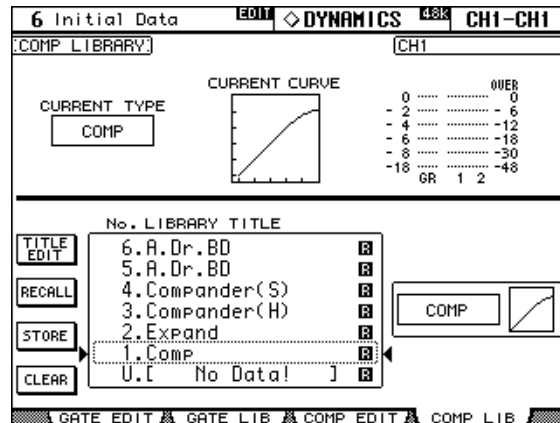 6 Initial Data EDIT ◇DYNAMICS 48k CH1-CH1
COMP LIBRARY
CH1
CURRENT TYPE
COMP
CURRENT CURVE
OVER
0 0
- 2 - 6
- 4 -12
- 6 -18
- 8 -30
-18 -48
GR 1 2
No. LIBRARY TITLE
TITLE EDIT
RECALL
STORE
CLEAR
6.A.Dr.BD R
5.A.Dr.BD R
4.Compander(S) R
3.Compander(H) R
2.Expand R
1.Comp R
U.[ No Data! ] R
COMP
GATE EDIT GATE LIB COMP EDIT COMP LIB